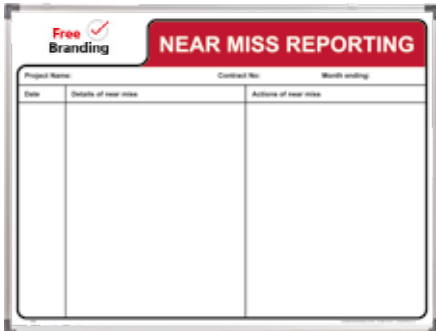 Free
Branding
NEAR MISS REPORTING
Project Name: Contract No: Month ending:
Date Details of near miss Actions of near miss